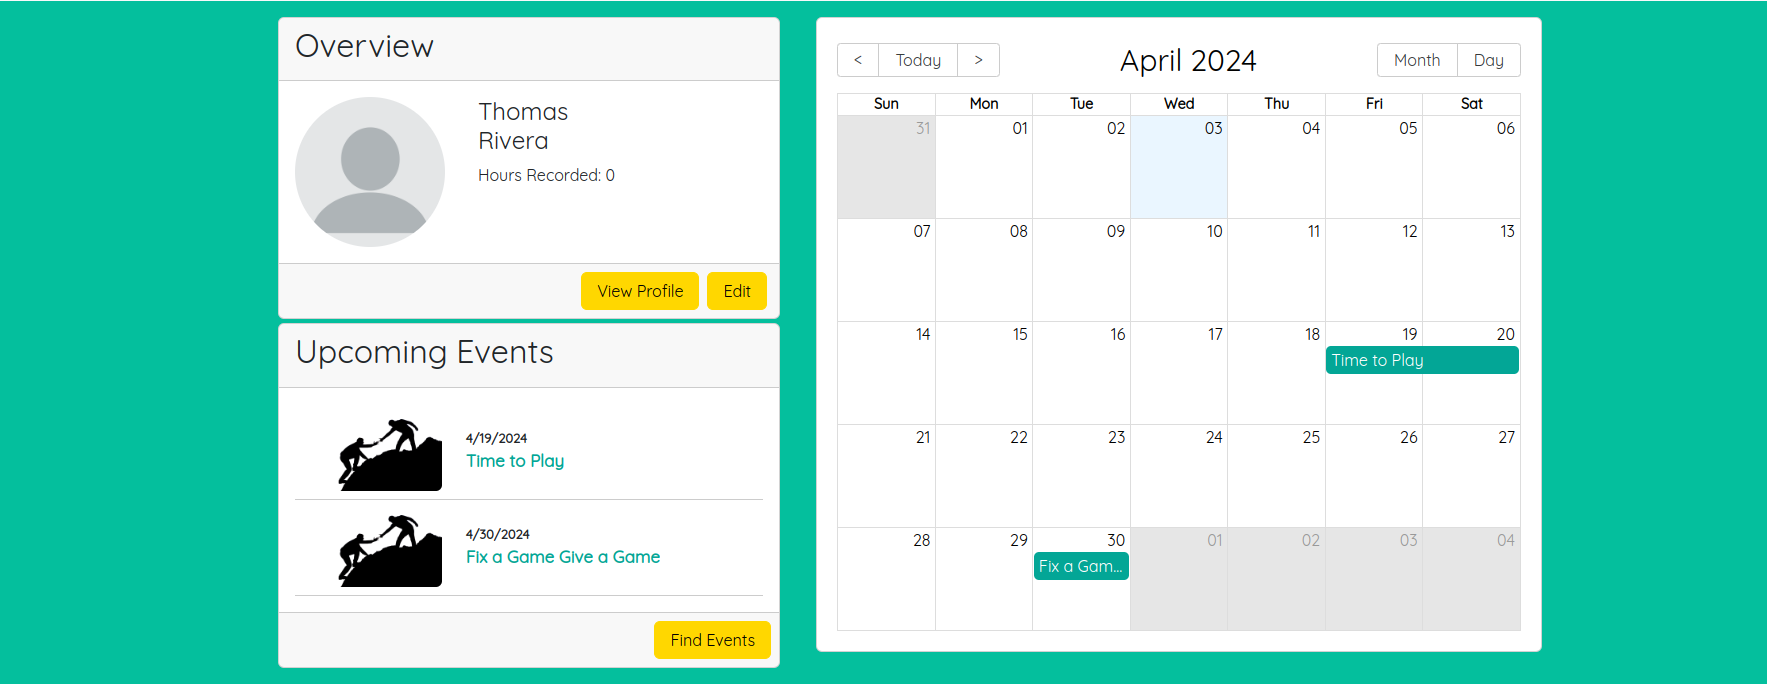 Overview
Thomas
Rivera
Hours Recorded: 0
View Profile Edit
Upcoming Events
4/19/2024
Time to Play
4/30/2024
Fix a Game Give a Game
Find Events
< Today > April 2024 Month Day
Sun Mon Tue Wed Thu Fri Sat
31 01 02 03 04 05 06
07 08 09 10 11 12 13
14 15 16 17 18 19 20
Time to Play
21 22 23 24 25 26 27
28 29 30 01 02 03 04
Fix a Gam...